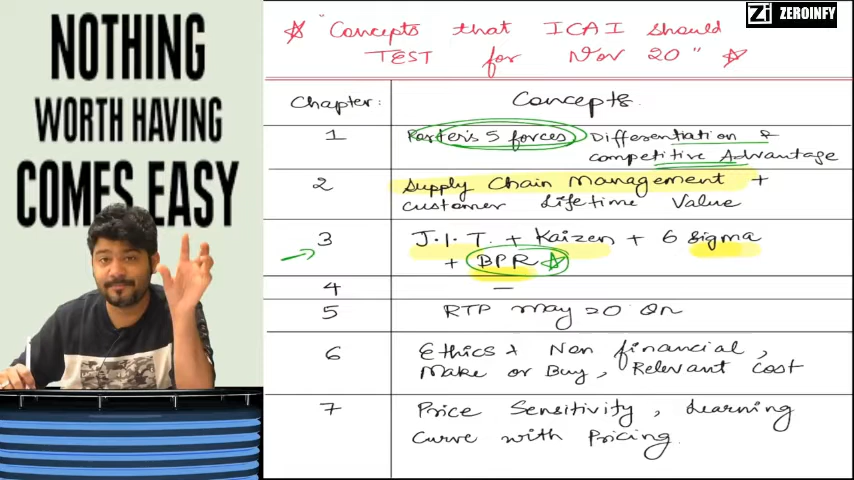 NOTHING
WORTH HAVING
COMES EASY
Zi ZEROINFY
"Concepts that ICAI should
TEST for Nov 20"
Chapter: Concepts.
1 Porter's 5 forces Differentiation &
competitive Advantage
2 Supply Chain Management +
Customer Lifetime Value
3 J.I.T. + Kaizen + 6 sigma
+ BPR
4 —
5 RTP May 20 Qn
6 Ethics + Non financial,
Make or Buy, Relevant cost
7 Price Sensitivity, Learning
Curve with Pricing.